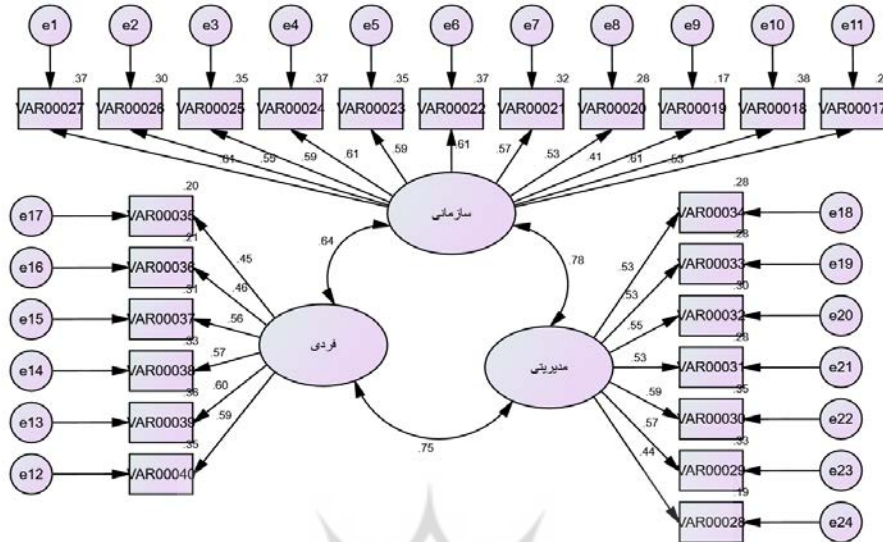 e1 e2 e3 e4 e5 e6 e7 e8 e9 e10 e11
.37 .30 .35 .37 .35 .37 .32 .28 .17 .38 .2
VAR00027 VAR00026 VAR00025 VAR00024 VAR00023 VAR00022 VAR00021 VAR00020 VAR00019 VAR00018 VAR00017
.61 .55 .59 .61 .59 .61 .57 .53 .41 .61 .53
سازمانی
.64 .78
.20
e17 VAR00035 .45
.21
e16 VAR00036 .46
.31
e15 VAR00037 .56
.33
e14 VAR00038 .57
.36
e13 VAR00039 .60
.35
e12 VAR00040 .59
فردی
مدیریتی
.75
.28
.53 VAR00034 e18
.28
.53 VAR00033 e19
.30
.55 VAR00032 e20
.28
.53 VAR00031 e21
.35
.59 VAR00030 e22
.33
.57 VAR00029 e23
.19
.44 VAR00028 e24